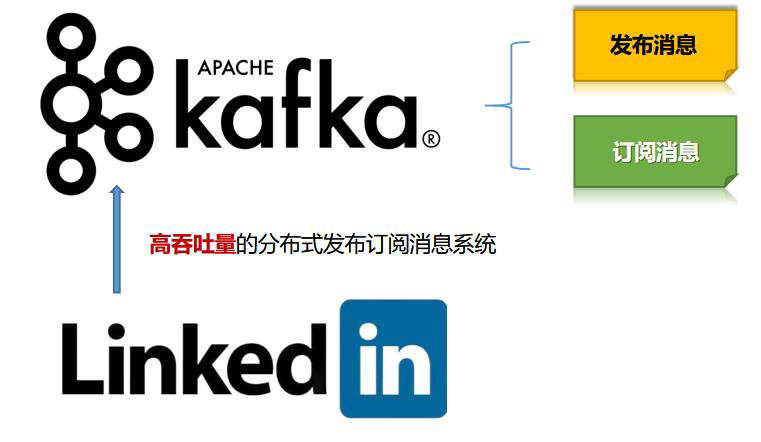 APACHE
kafka®
发布消息
订阅消息
高吞吐量的分布式发布订阅消息系统
Linked in